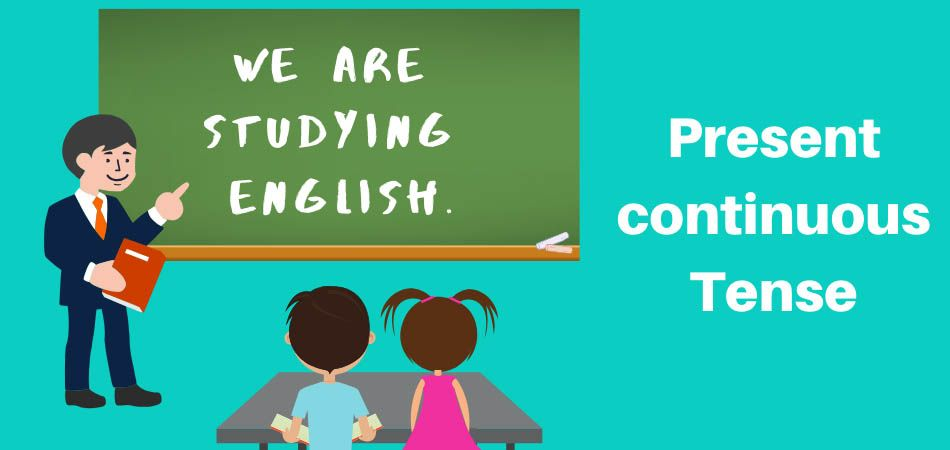 WE ARE
STUDYING
ENGLISH.
Present
continuous
Tense